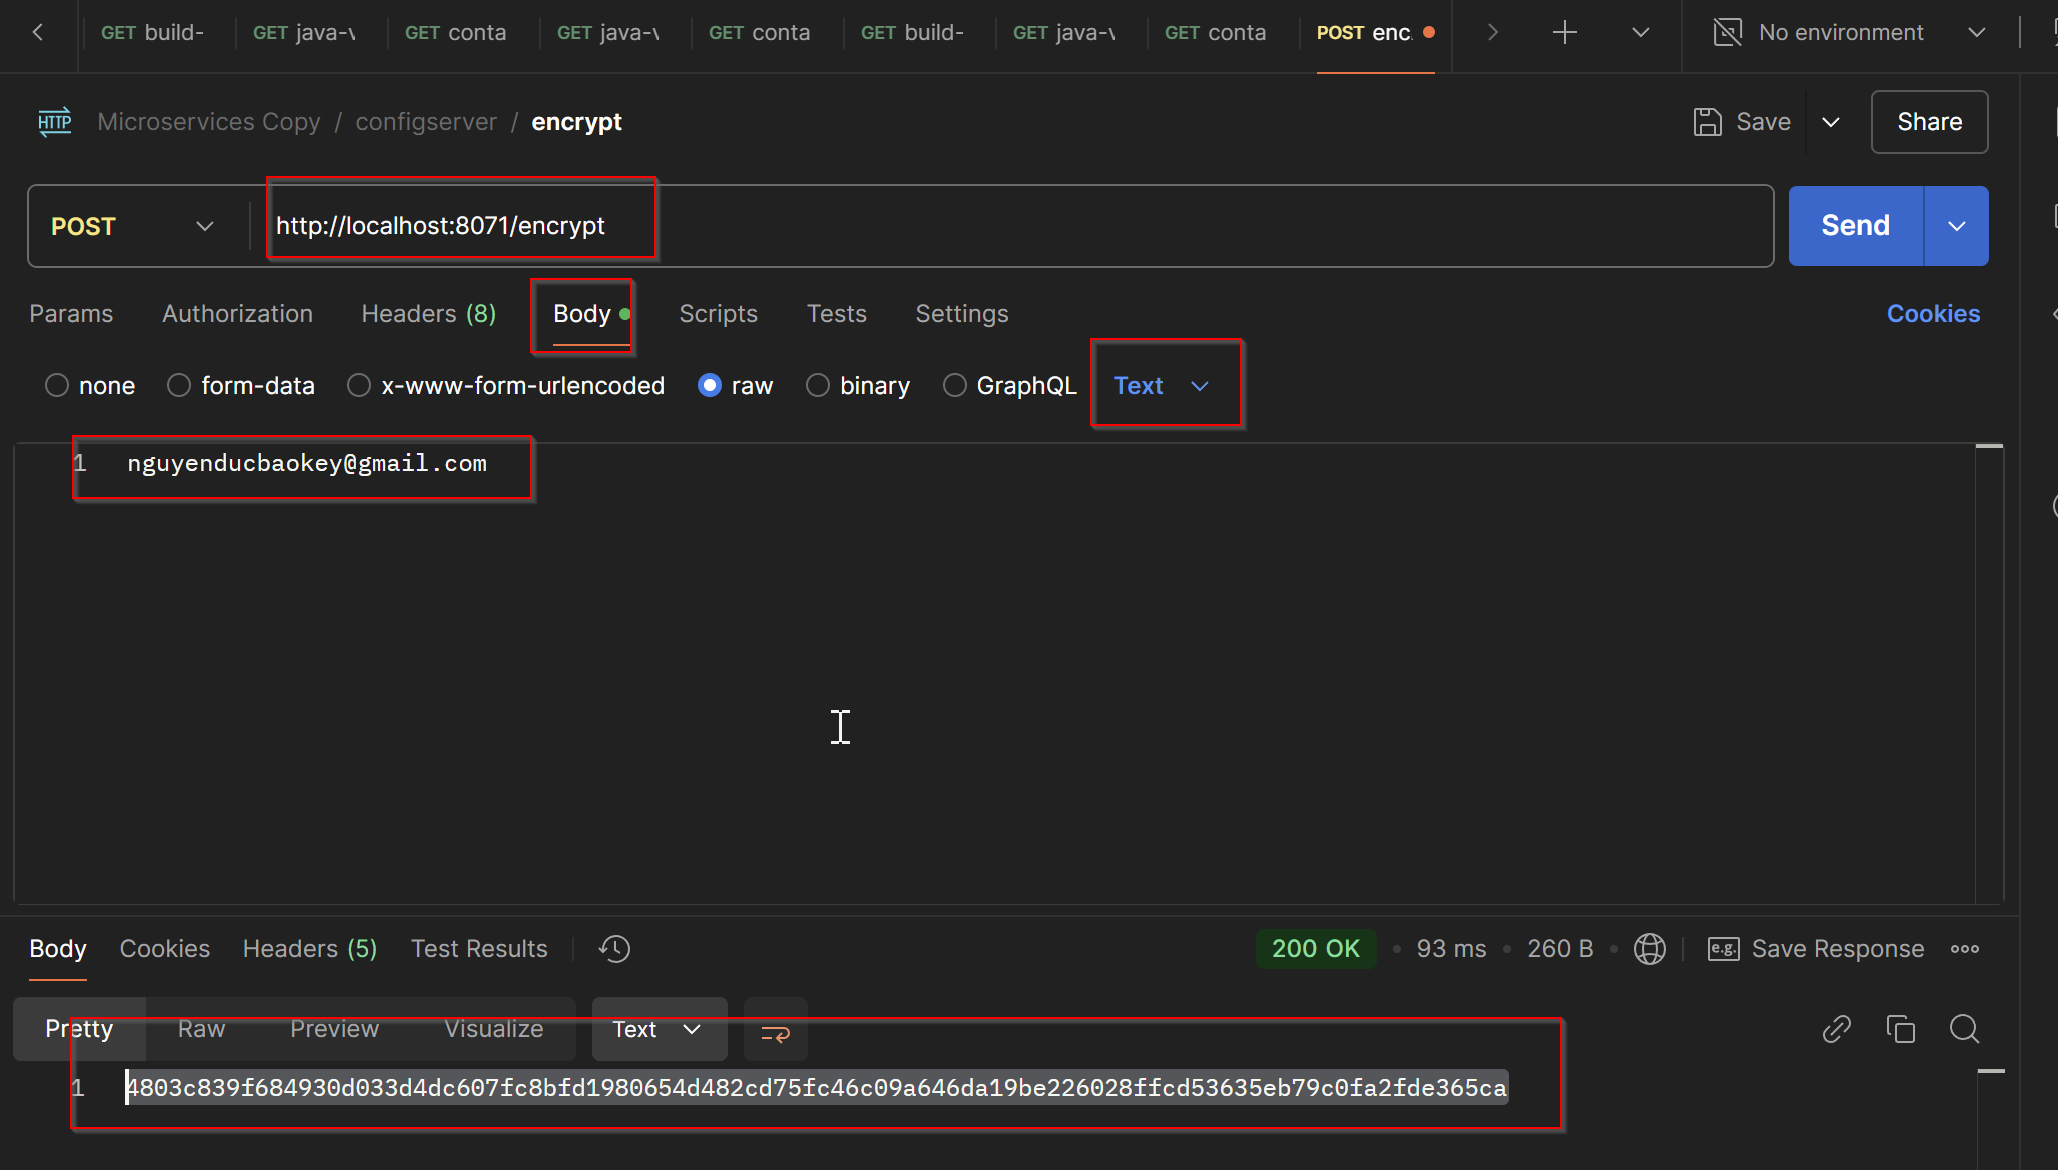 GET build- GET java-v GET conta GET java-v GET conta GET build- GET java-v GET conta POST enc. No environment
HTTP Microservices Copy / configserver / encrypt Save Share
POST http://localhost:8071/encrypt Send
Params Authorization Headers (8) Body Scripts Tests Settings Cookies
none form-data x-www-form-urlencoded raw binary GraphQL Text
1 nguyenducbaokey@gmail.com
Body Cookies Headers (5) Test Results 200 OK • 93 ms • 260 B • e.g. Save Response
Pretty Raw Preview Visualize Text
1 4803c839f684930d033d4dc607fc8bfd1980654d482cd75fc46c09a646da19be226028ffcd53635eb79c0fa2fde365ca